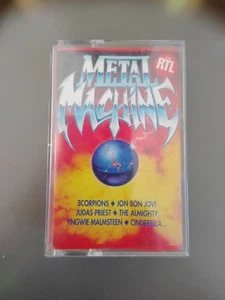 RTL
METAL
MACHINE
SCORPIONS ♦ JON BON JOVI
JUDAS PRIEST ♦ THE ALMIGHTY
YNGWIE MALMSTEEN ♦ CINDERELLA...